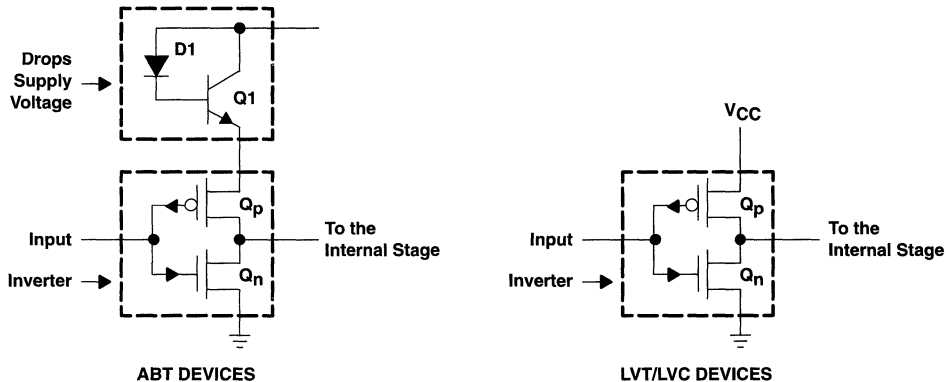 D1
Drops
Supply
Voltage
Q1
VCC
Qp
Qp
Input
To the
Internal Stage
Input
To the
Internal Stage
Inverter
Qn
Inverter
Qn
ABT DEVICES
LVT/LVC DEVICES